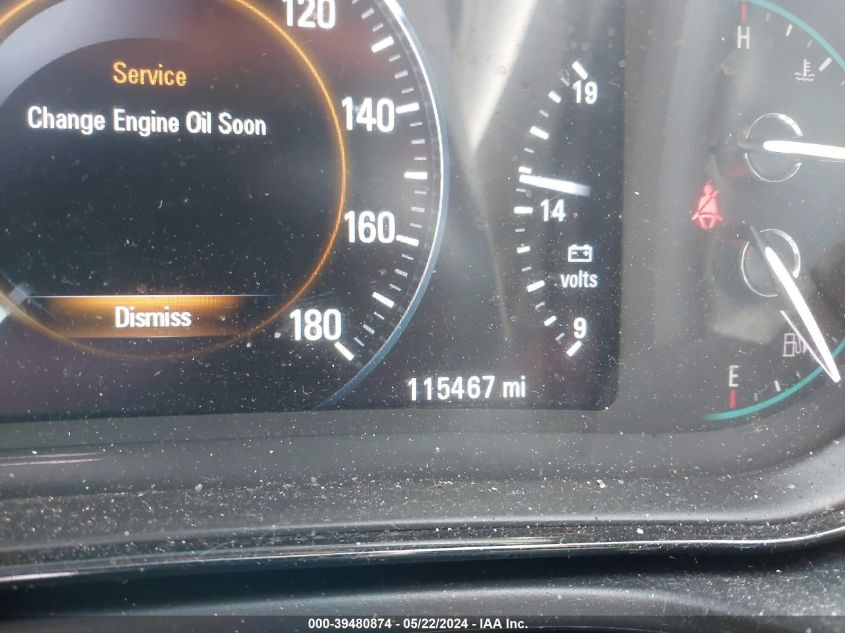 120
H
Service
19
Change Engine Oil Soon
140
14
160
volts
Dismiss
180
9
E
115467 mi
000-39480874 - 05/22/2024 - IAA Inc.